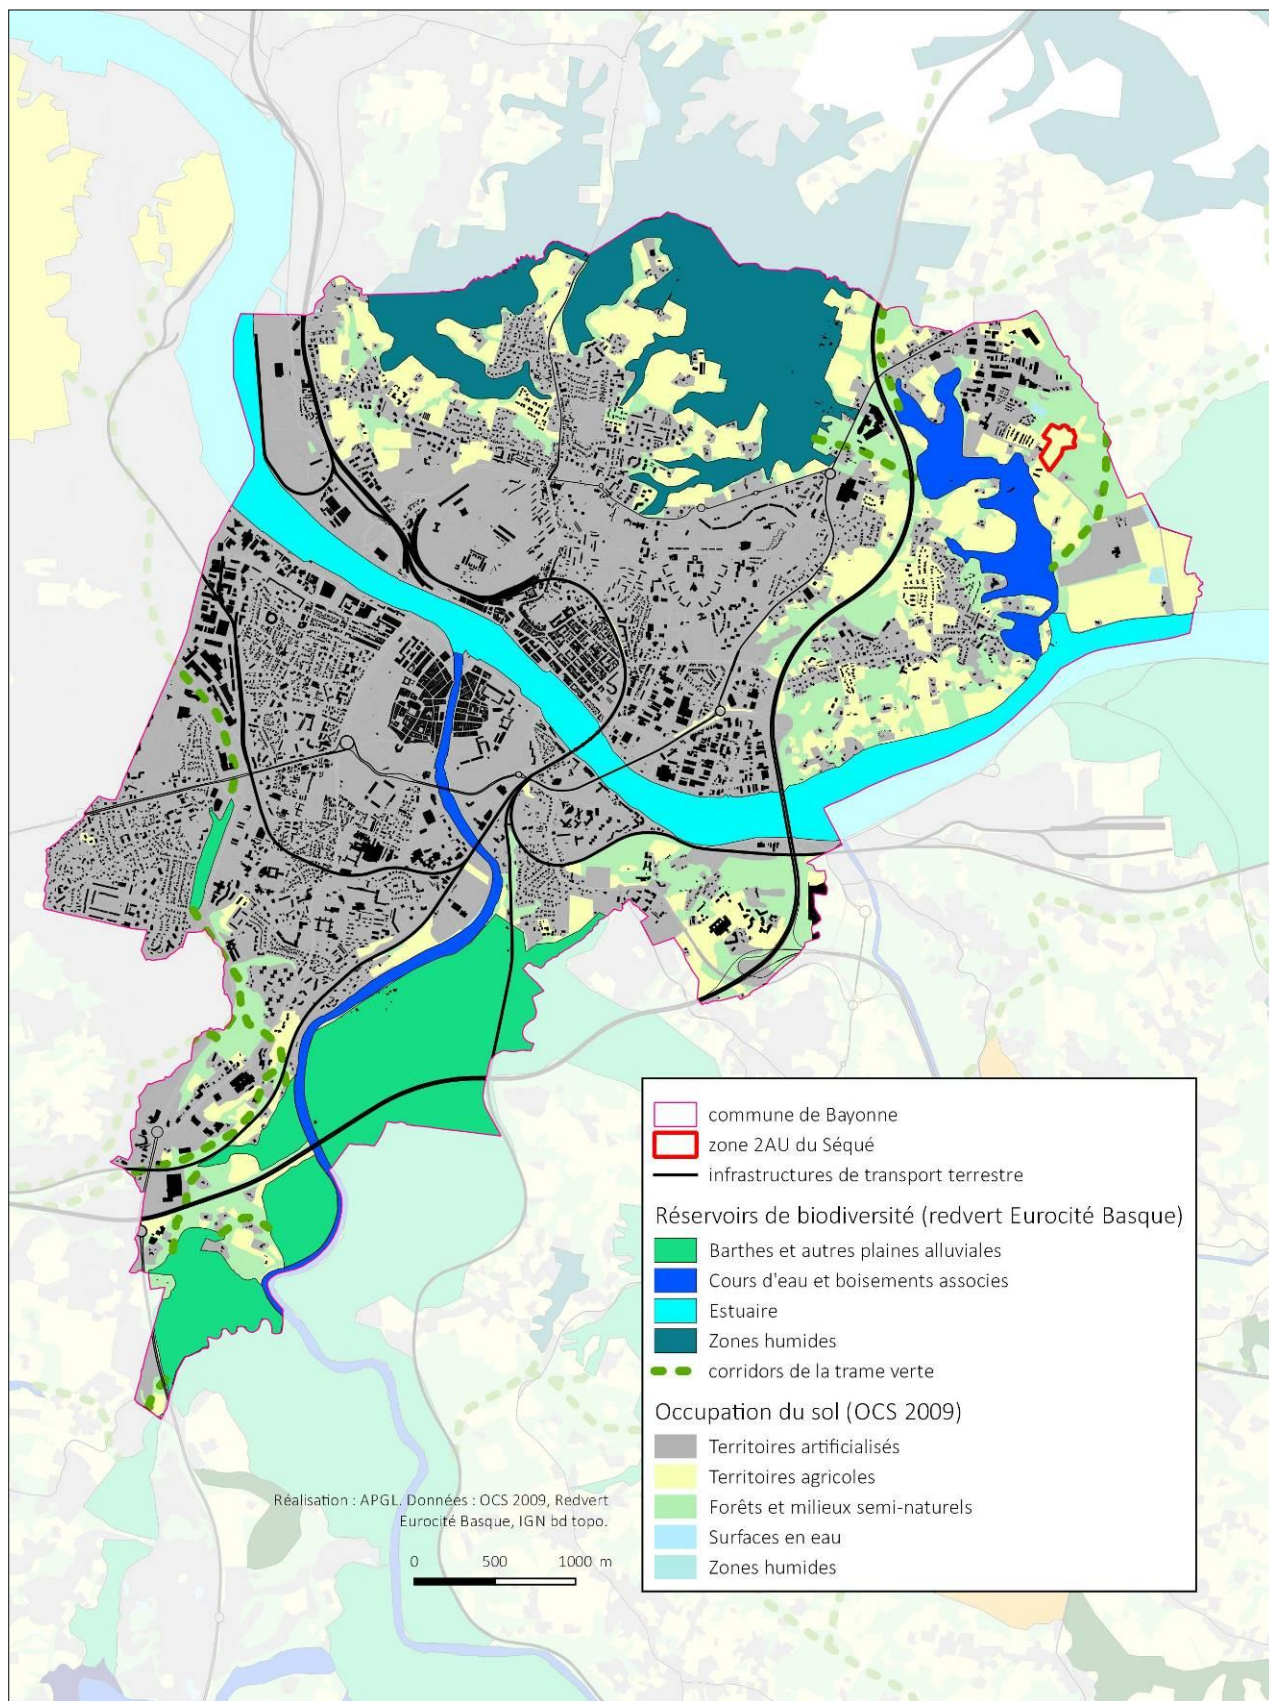 commune de Bayonne
zone 2AU du Séqué
infrastructures de transport terrestre
Réservoirs de biodiversité (redvert Eurocité Basque)
Barthes et autres plaines alluviales
Cours d'eau et boisements associes
Estuaire
Zones humides
corridors de la trame verte
Occupation du sol (OCS 2009)
Territoires artificialisés
Territoires agricoles
Forêts et milieux semi-naturels
Surfaces en eau
Zones humides
Réalisation : APGL. Données : OCS 2009, Redvert
Eurocité Basque, IGN bd topo.
0 500 1000 m